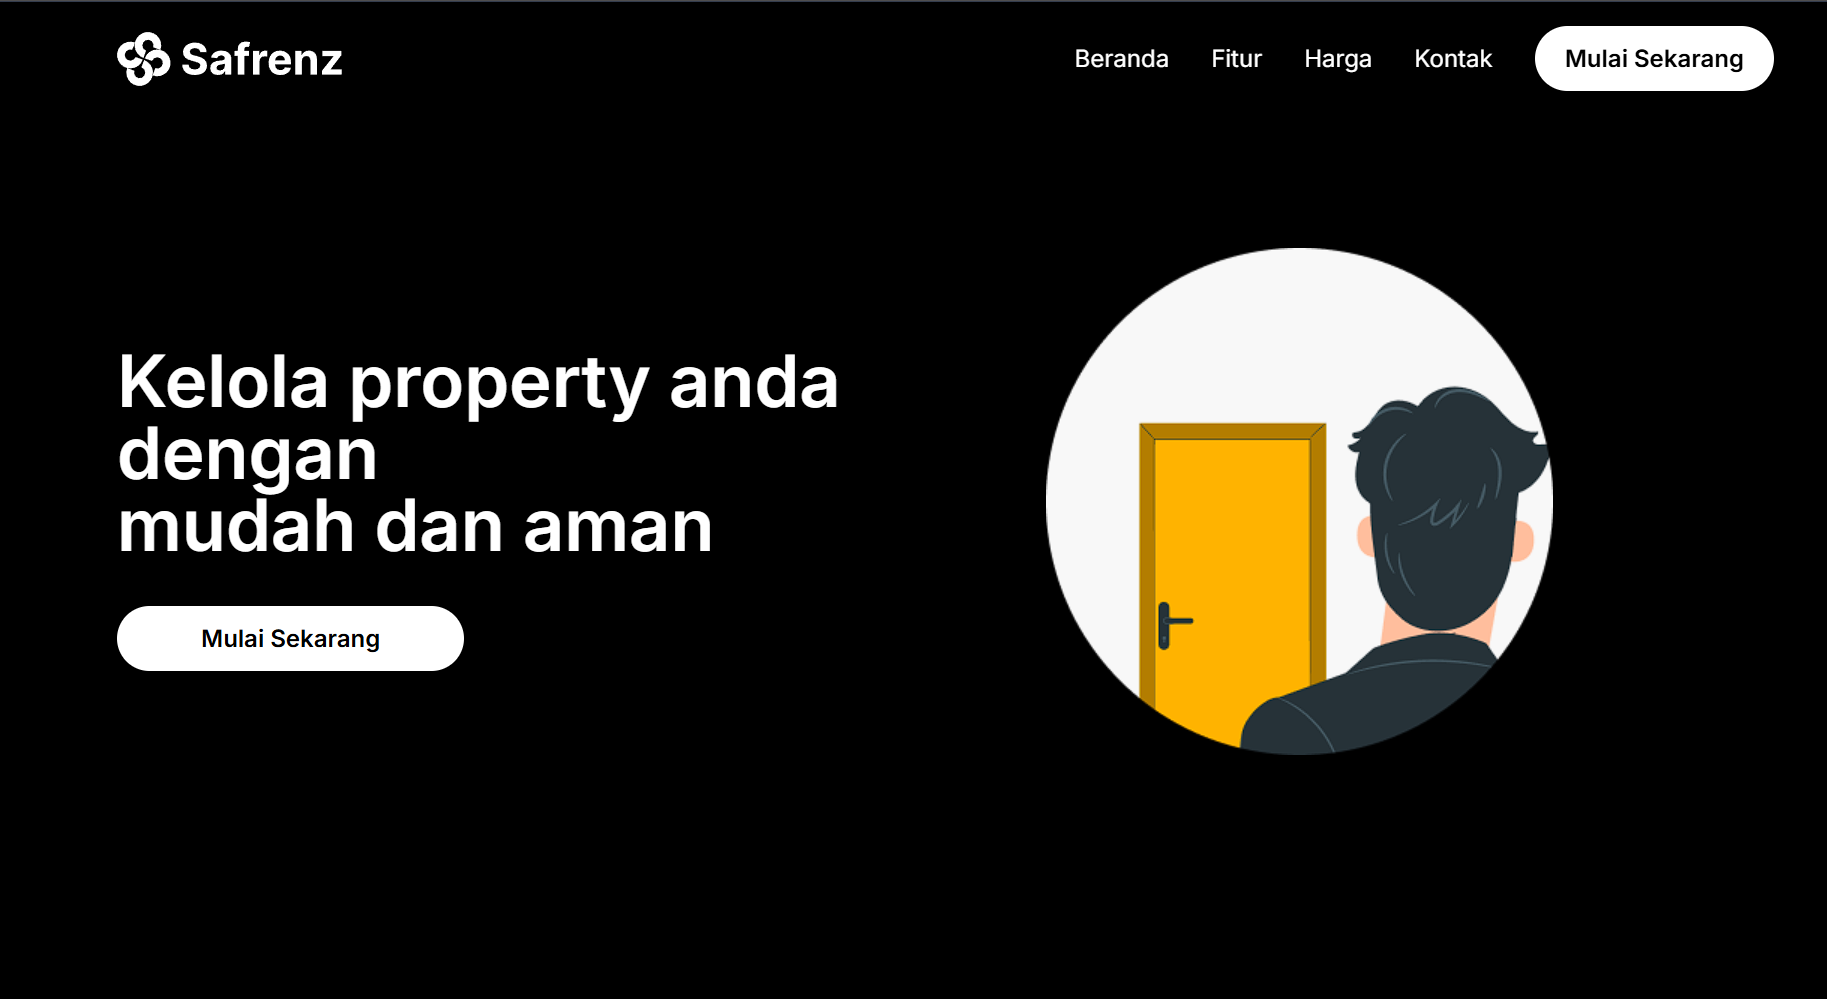 Safrenz
Beranda
Fitur
Harga
Kontak
Mulai Sekarang
Kelola property anda
dengan
mudah dan aman
Mulai Sekarang